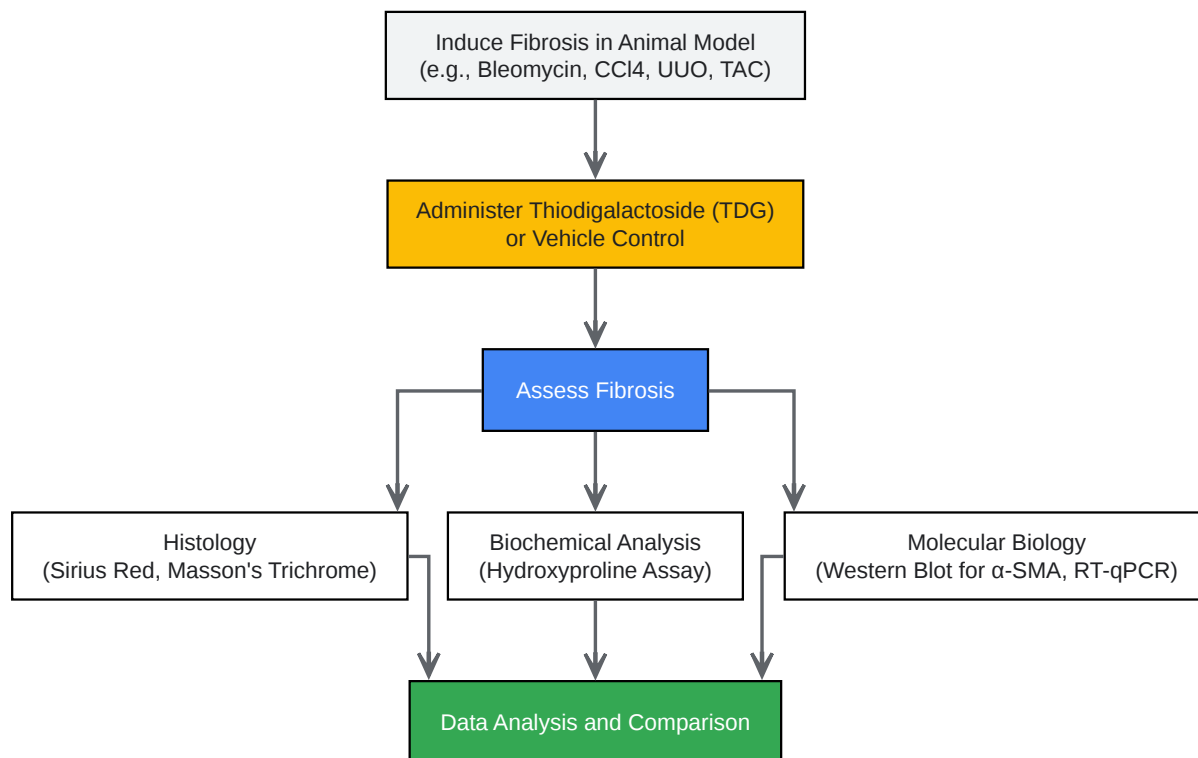 Induce Fibrosis in Animal Model
(e.g., Bleomycin, CCl4, UUO, TAC)
Administer Thiodigalactoside (TDG)
or Vehicle Control
Assess Fibrosis
Histology
(Sirius Red, Masson's Trichrome)
Biochemical Analysis
(Hydroxyproline Assay)
Molecular Biology
(Western Blot for α-SMA, RT-qPCR)
Data Analysis and Comparison